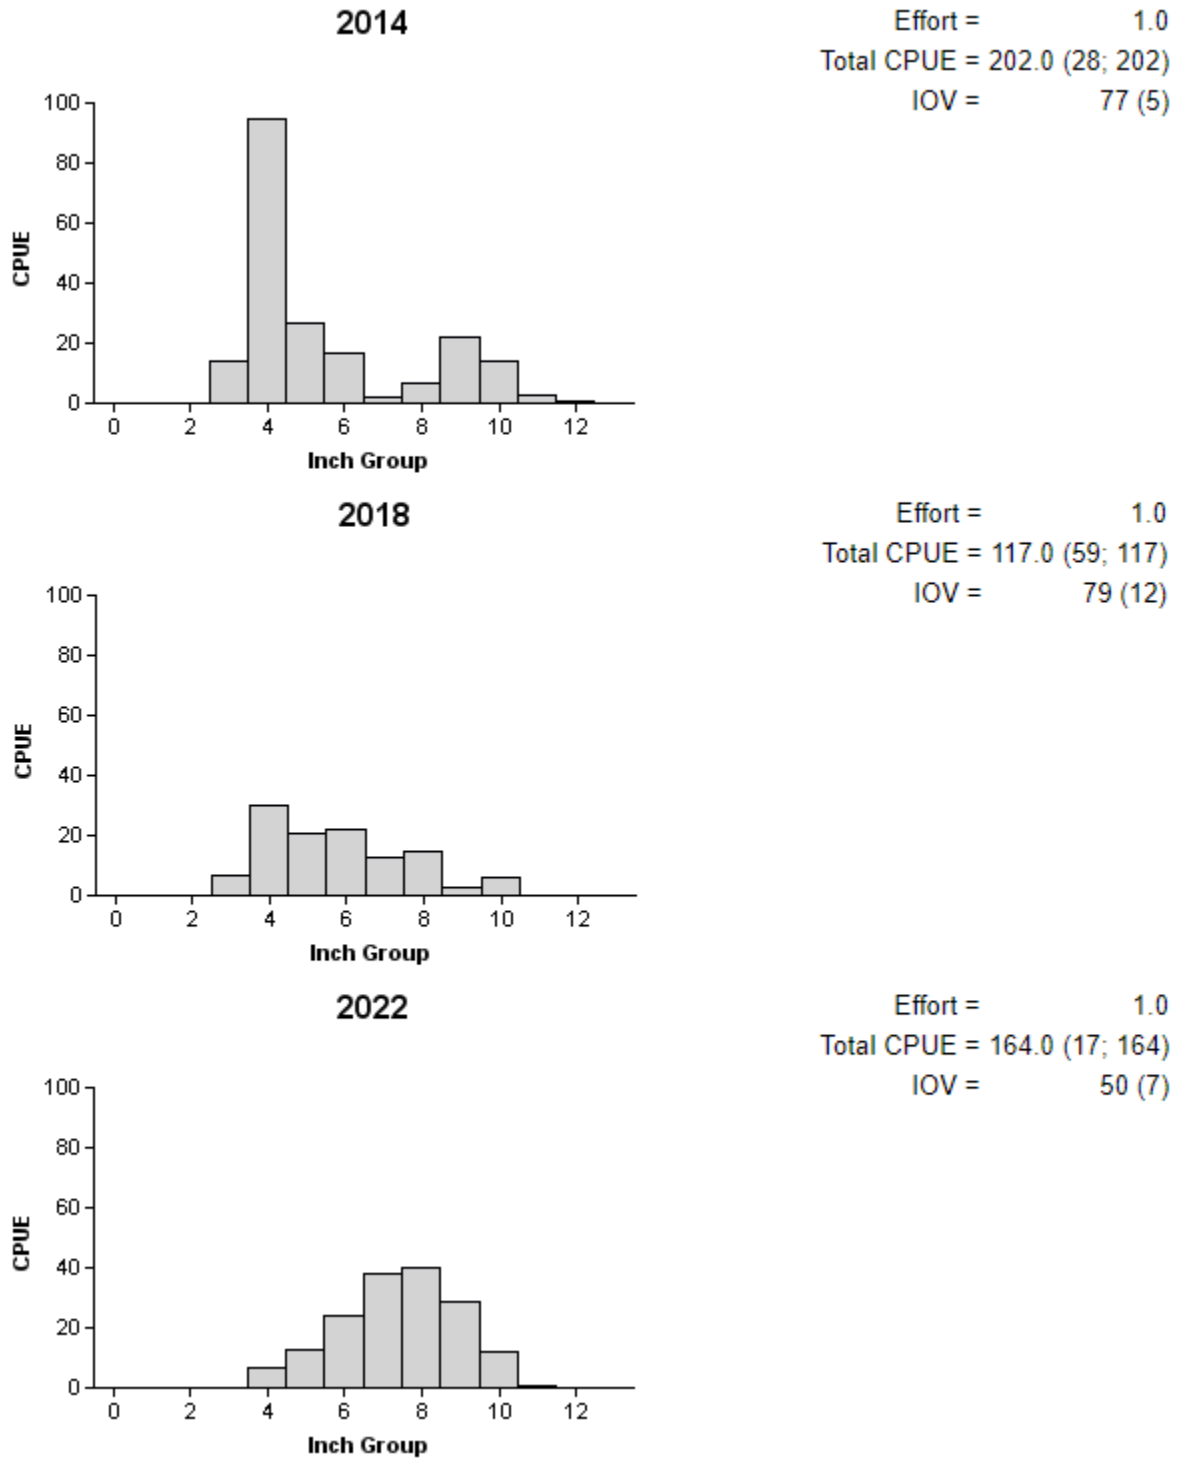 2014
Effort = 1.0
Total CPUE = 202.0 (28; 202)
IOV = 77 (5)
100
80
60
40
20
0
CPUE
0 2 4 6 8 10 12
Inch Group
2018
Effort = 1.0
Total CPUE = 117.0 (59; 117)
IOV = 79 (12)
100
80
60
40
20
0
CPUE
0 2 4 6 8 10 12
Inch Group
2022
Effort = 1.0
Total CPUE = 164.0 (17; 164)
IOV = 50 (7)
100
80
60
40
20
0
CPUE
0 2 4 6 8 10 12
Inch Group